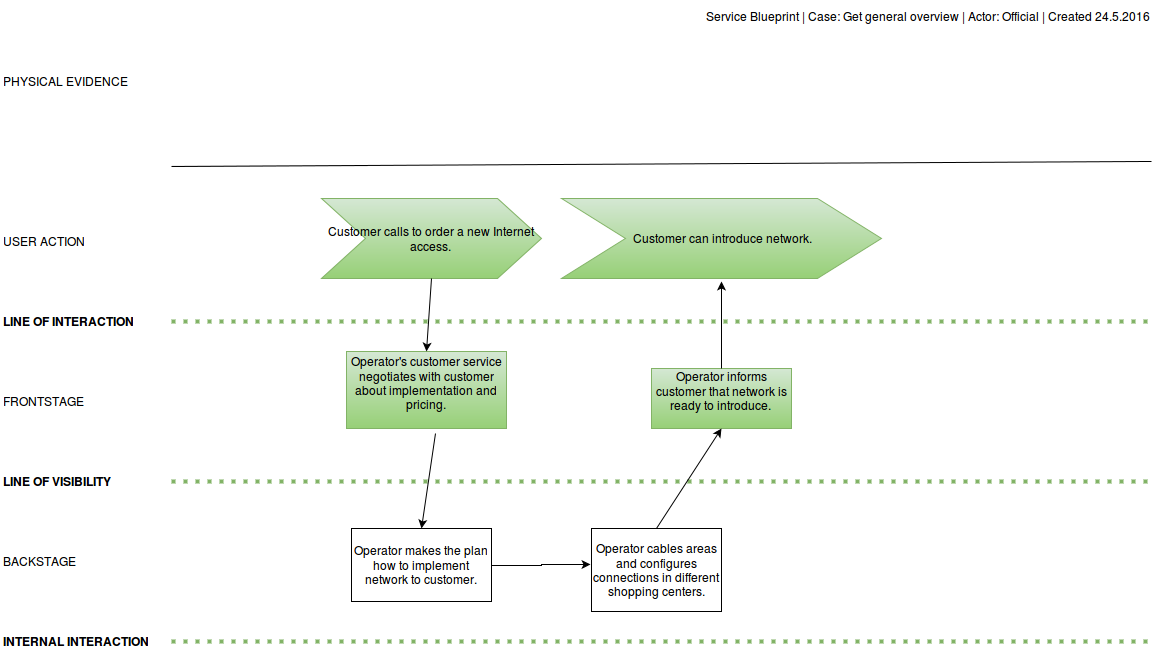 Service Blueprint | Case: Get general overview | Actor: Official | Created 24.5.2016
PHYSICAL EVIDENCE
USER ACTION
Customer calls to order a new Internet
access.
Customer can introduce network.
LINE OF INTERACTION
FRONTSTAGE
Operator's customer service
negotiates with customer
about implementation and
pricing.
Operator informs
customer that network is
ready to introduce.
LINE OF VISIBILITY
BACKSTAGE
Operator makes the plan
how to implement
network to customer.
Operator cables areas
and configures
connections in different
shopping centers.
INTERNAL INTERACTION